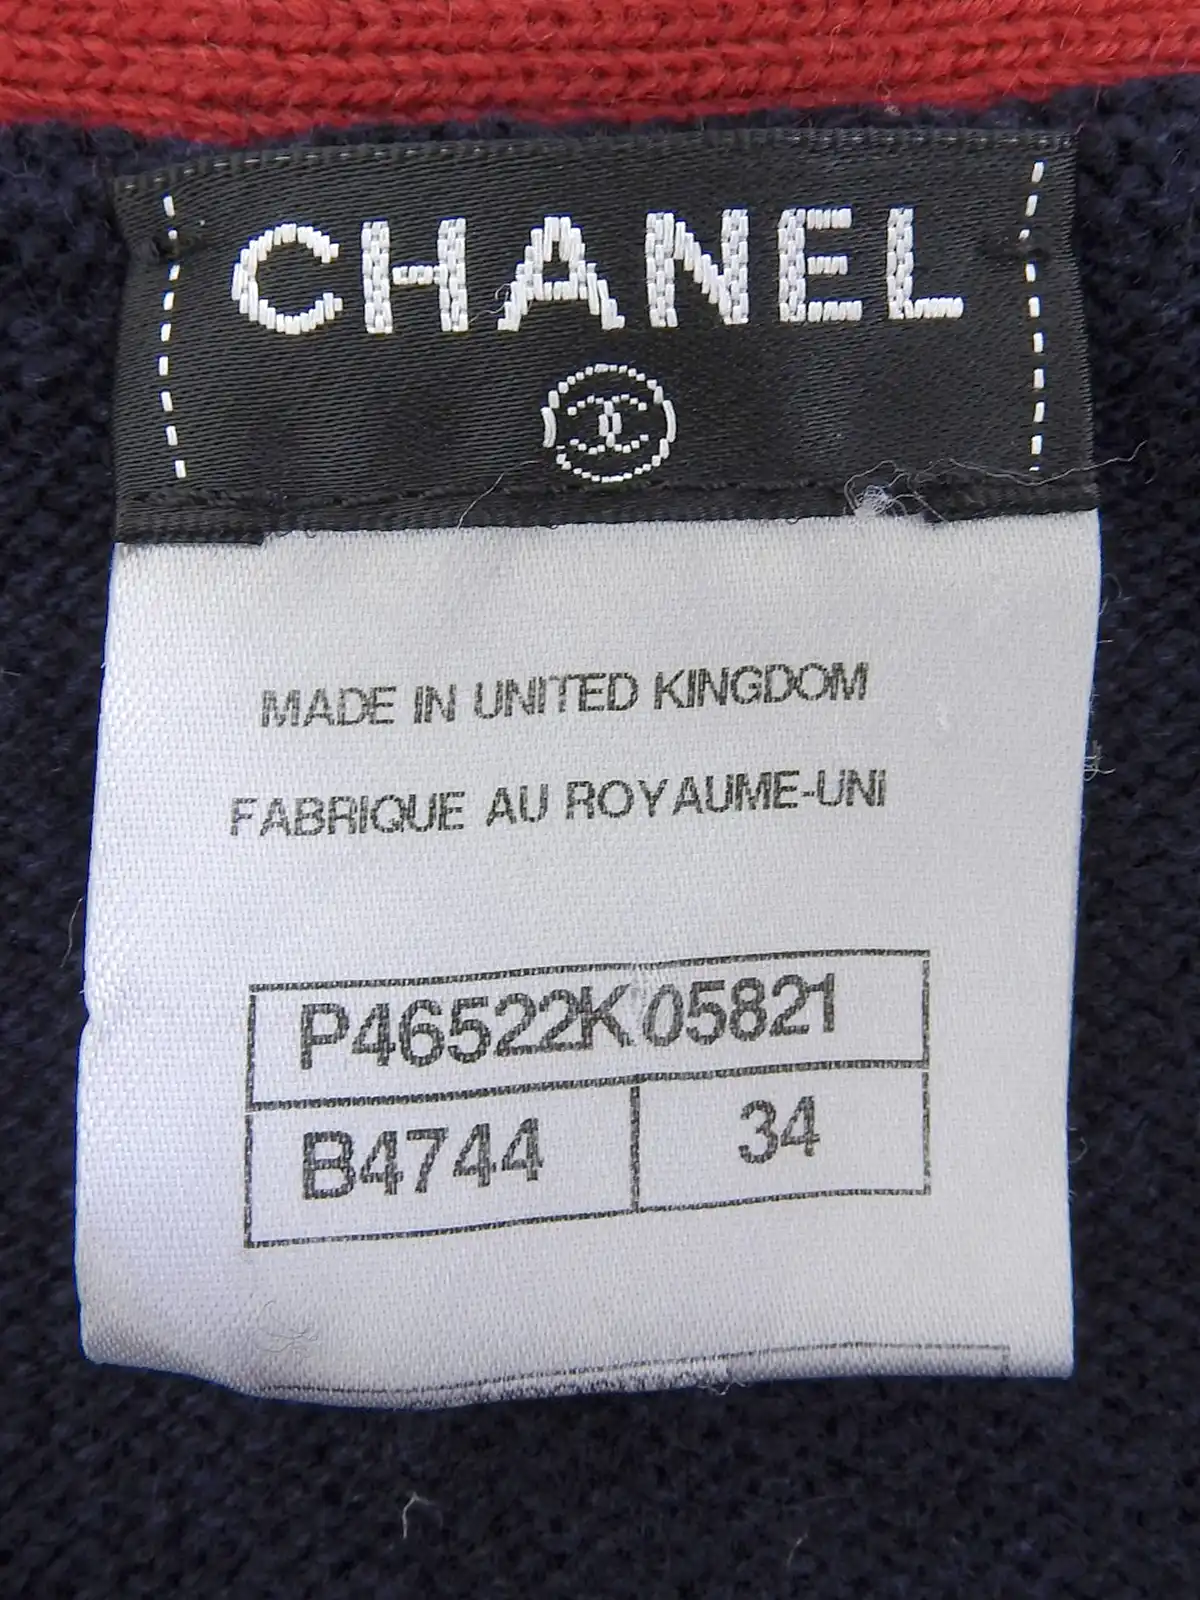 CHANEL
MADE IN UNITED KINGDOM
FABRIQUE AU ROYAUME-UNI
P46522K05821
B4744 34